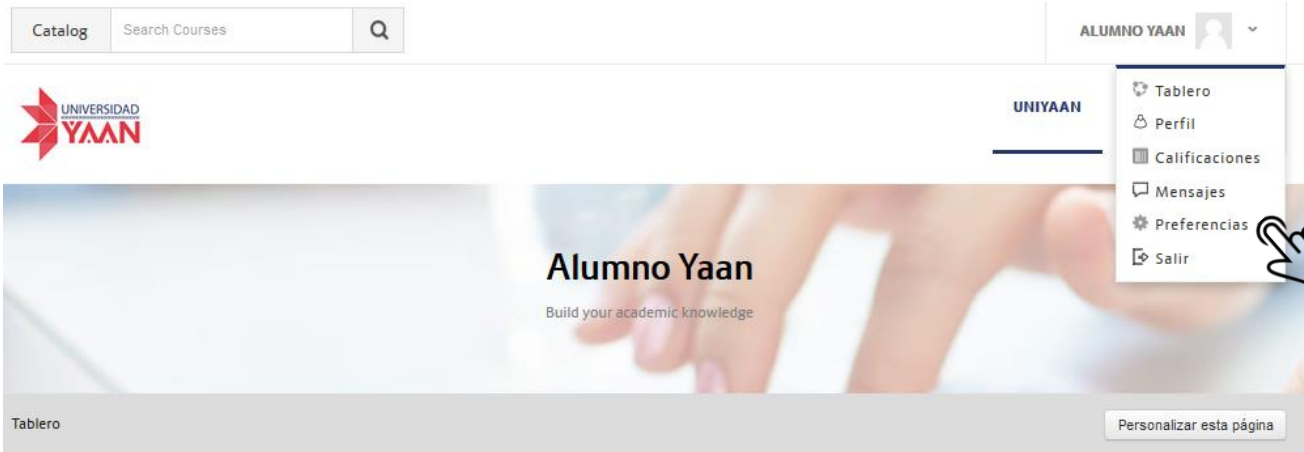 Catalog
Search Courses
ALUMNO YAAN
UNIVERSIDAD
YAAN
UNIYAAN
Tablero
Perfil
Calificaciones
Mensajes
Preferencias
Salir
Alumno Yaan
Build your academic knowledge
Tablero
Personalizar esta página